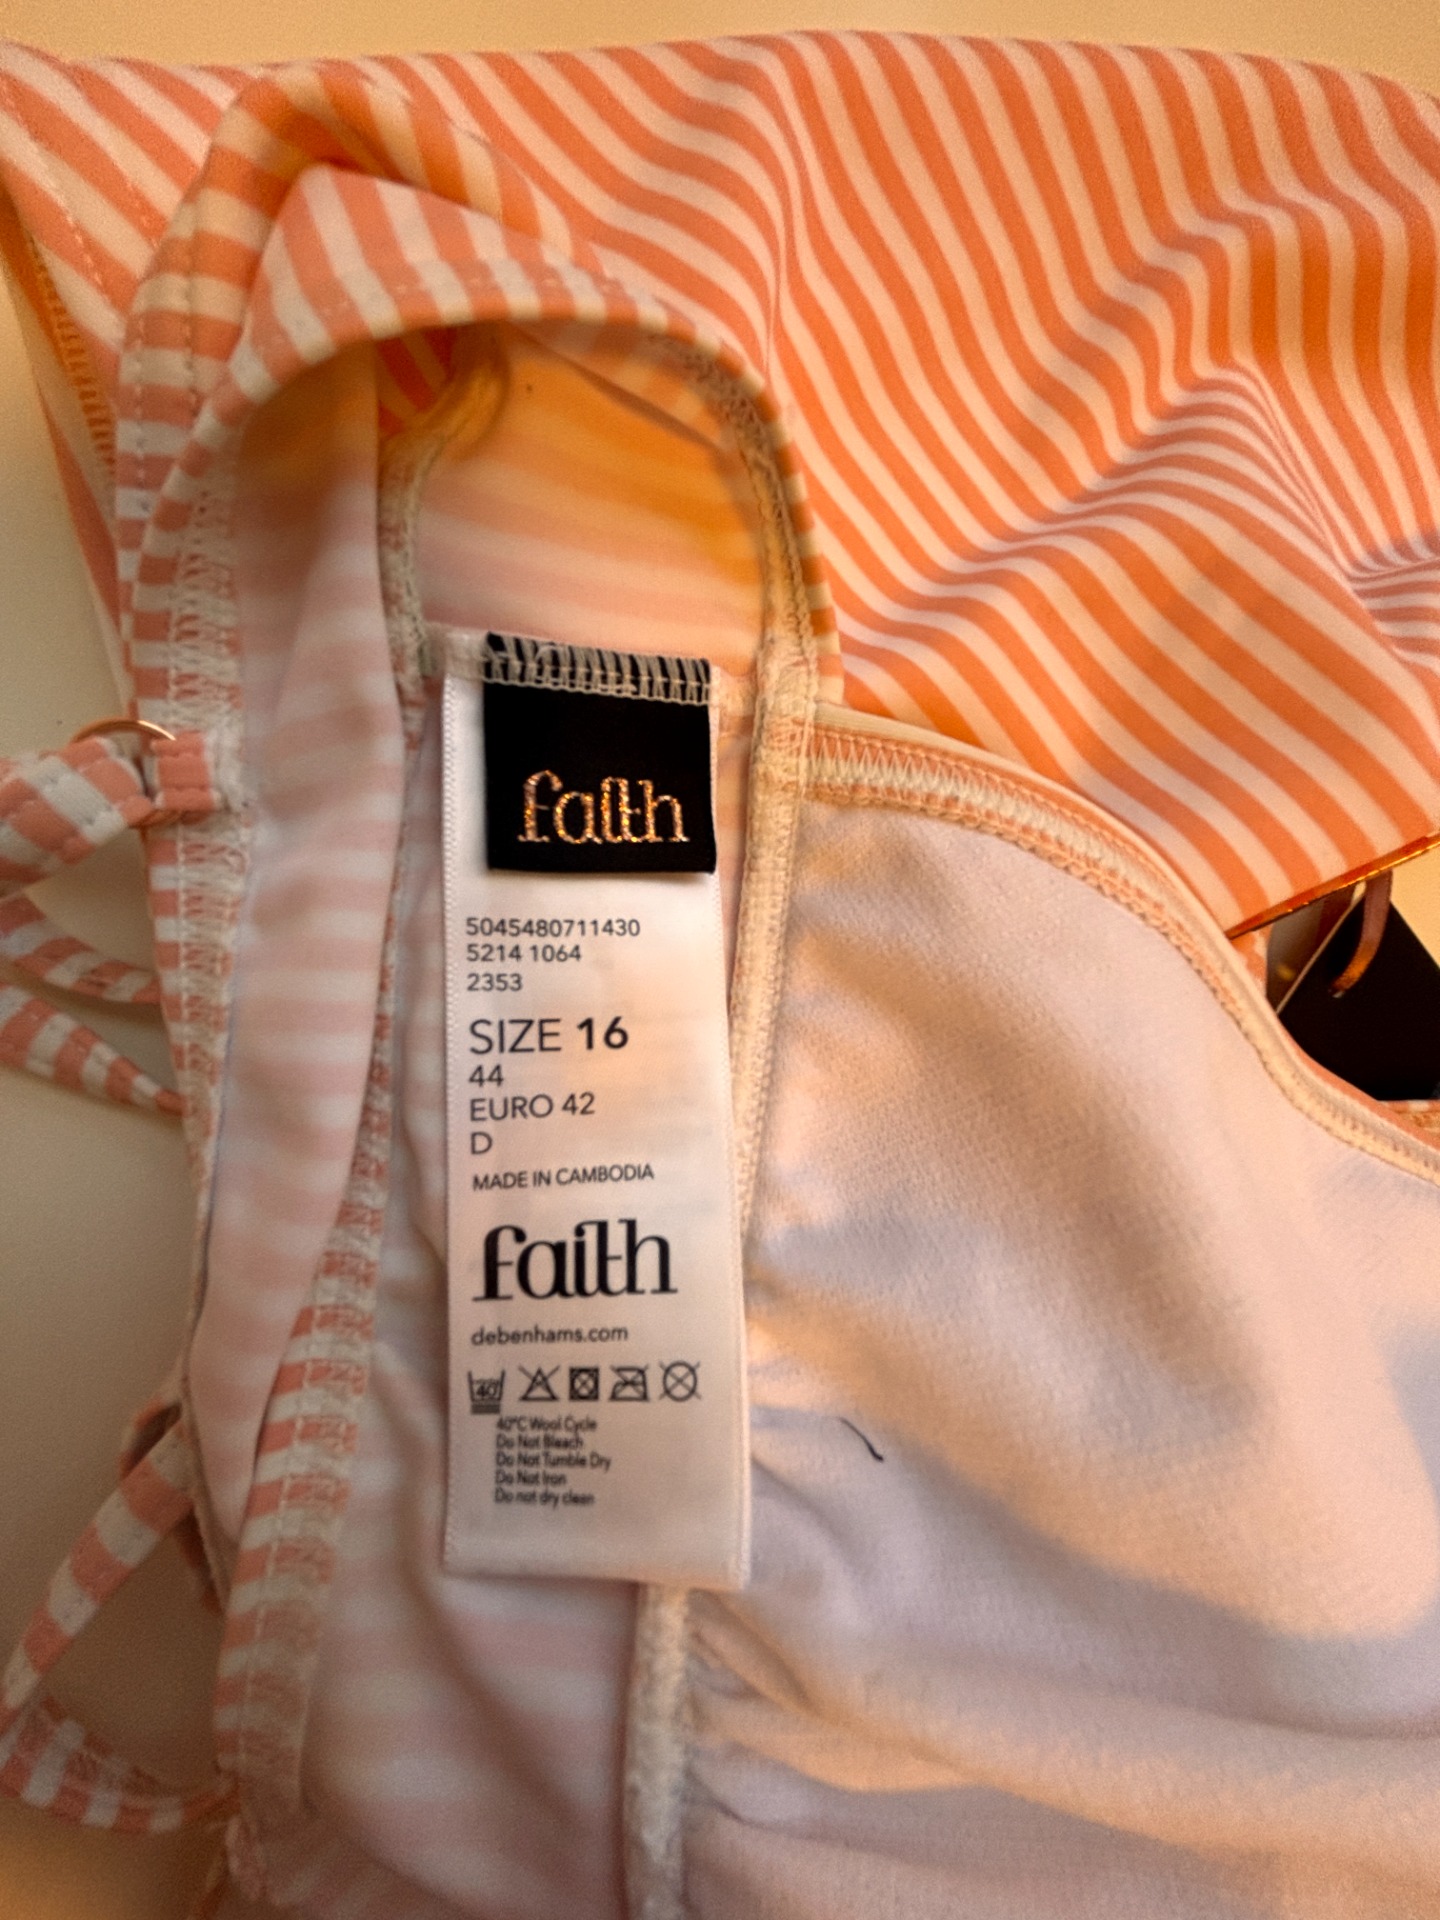 faith
5045480711430
5214 1064
2353
SIZE 16
44
EURO 42
D
MADE IN CAMBODIA
faith
debenhams.com
40
40°C Wool Cycle
Do Not Bleach
Do Not Tumble Dry
Do Not Iron
Do not dry clean